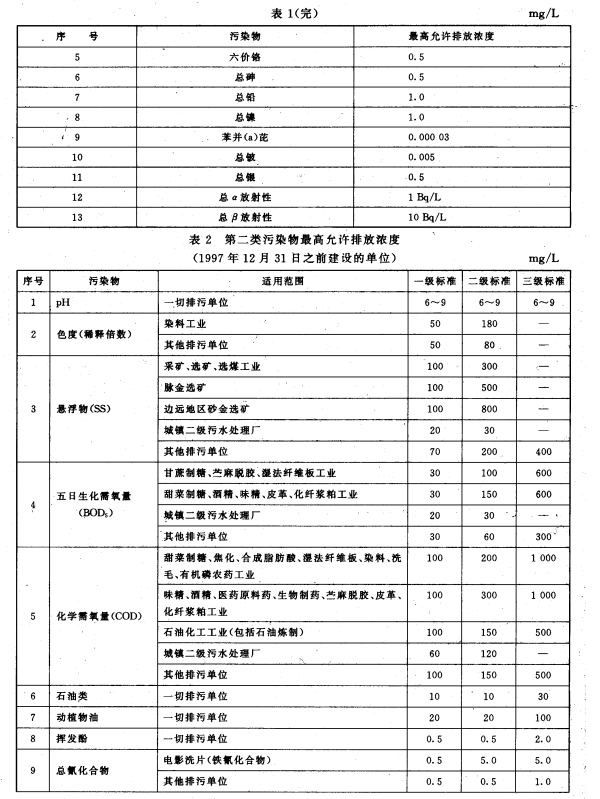 表 1(完) mg/L
序 号 污染物 最高允许排放浓度
5 六价铬 0.5
6 总砷 0.5
7 总铅 1.0
8 总镍 1.0
9 苯并(a)芘 0.000 03
10 总铍 0.005
11 总银 0.5
12 总 α 放射性 1 Bq/L
13 总 β 放射性 10 Bq/L
表 2 第二类污染物最高允许排放浓度
(1997 年 12 月 31 日之前建设的单位) mg/L
序号 污染物 适用范围 一级标准 二级标准 三级标准
1 pH 一切排污单位 6～9 6～9 6～9
2 色度(稀释倍数) 染料工业 50 180 —
其他排污单位 50 80 —
3 悬浮物(SS) 采矿、选矿、选煤工业 100 300 —
脉金选矿 100 500 —
边远地区砂金选矿 100 800 —
城镇二级污水处理厂 20 30 —
其他排污单位 70 200 400
4 五日生化需氧量(BOD₅) 甘蔗制糖、苎麻脱胶、湿法纤维板工业 30 100 600
甜菜制糖、酒精、味精、皮革、化纤浆粕工业 30 150 600
城镇二级污水处理厂 20 30 —
其他排污单位 30 60 300
5 化学需氧量(COD) 甜菜制糖、焦化、合成脂肪酸、湿法纤维板、染料、洗 100 200 1 000
毛、有机磷农药工业
味精、酒精、医药原料药、生物制药、苎麻脱胶、皮革、 100 300 1 000
化纤浆粕工业
石油化工工业(包括石油炼制) 100 150 500
城镇二级污水处理厂 60 120 —
其他排污单位 100 150 500
6 石油类 一切排污单位 10 10 30
7 动植物油 一切排污单位 20 20 100
8 挥发酚 一切排污单位 0.5 0.5 2.0
9 总氰化合物 电影洗片(铁氰化合物) 0.5 5.0 5.0
其他排污单位 0.5 0.5 1.0